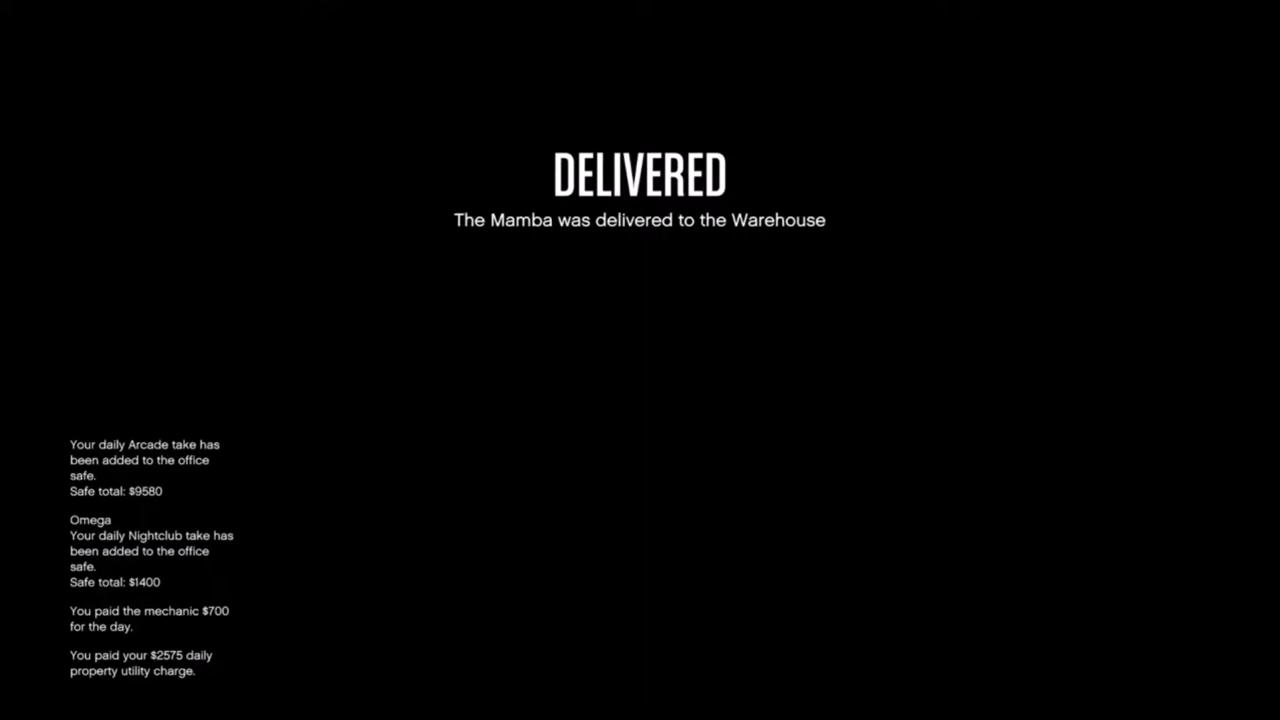 DELIVERED
The Mamba was delivered to the Warehouse
Your daily Arcade take has
been added to the office
safe.
Safe total: $9580
Omega
Your daily Nightclub take has
been added to the office
safe.
Safe total: $1400
You paid the mechanic $700
for the day.
You paid your $2575 daily
property utility charge.